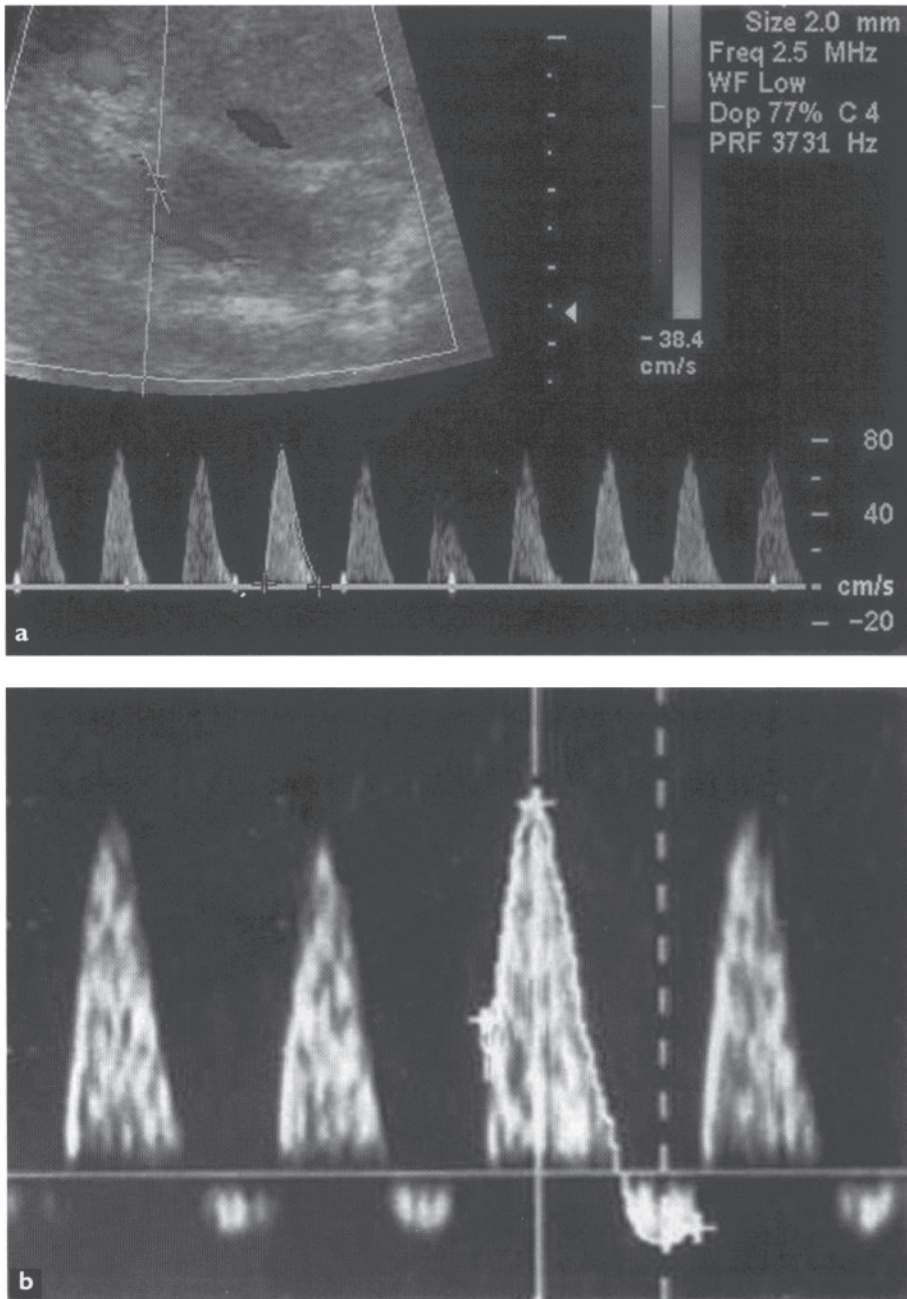 Size 2.0 mm
Freq 2.5 MHz
WF Low
Dop 77% C 4
PRF 3731 Hz
- 38.4
cm/s
80
40
cm/s
-20
a
b